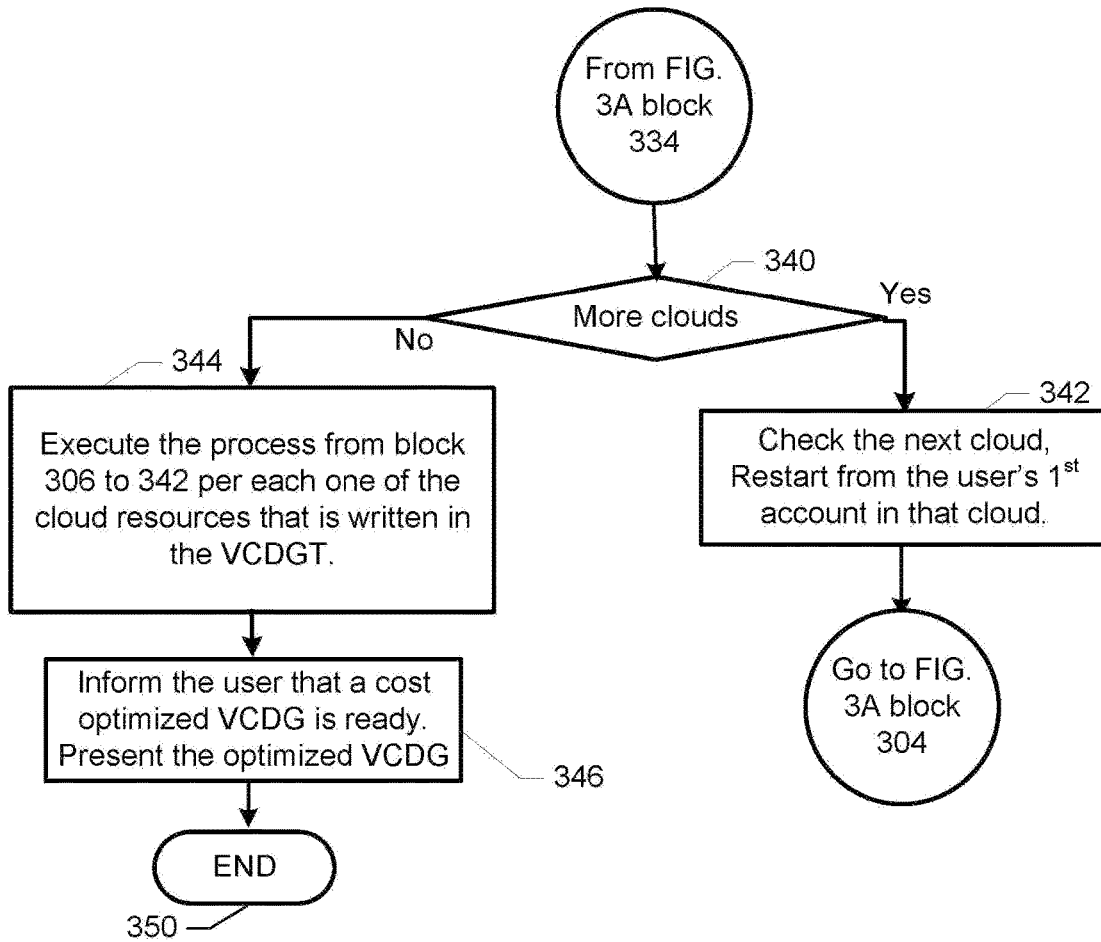 From FIG.
3A block
334
340
More clouds
Yes
No
344
Execute the process from block
306 to 342 per each one of the
cloud resources that is written in
the VCDGT.
342
Check the next cloud,
Restart from the user's 1st
account in that cloud.
Inform the user that a cost
optimized VCDG is ready.
Present the optimized VCDG
346
Go to FIG.
3A block
304
END
350